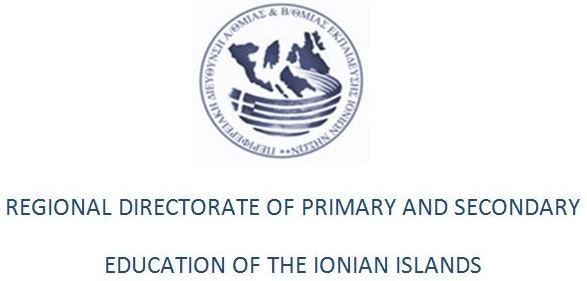 ΠΕΡΙΦΕΡΕΙΑΚΗ ΔΙΕΥΘΥΝΣΗ Α/ΘΜΙΑΣ & Β/ΘΜΙΑΣ ΕΚΠΑΙΔΕΥΣΗΣ ΙΟΝΙΩΝ ΝΗΣΩΝ**
REGIONAL DIRECTORATE OF PRIMARY AND SECONDARY
EDUCATION OF THE IONIAN ISLANDS